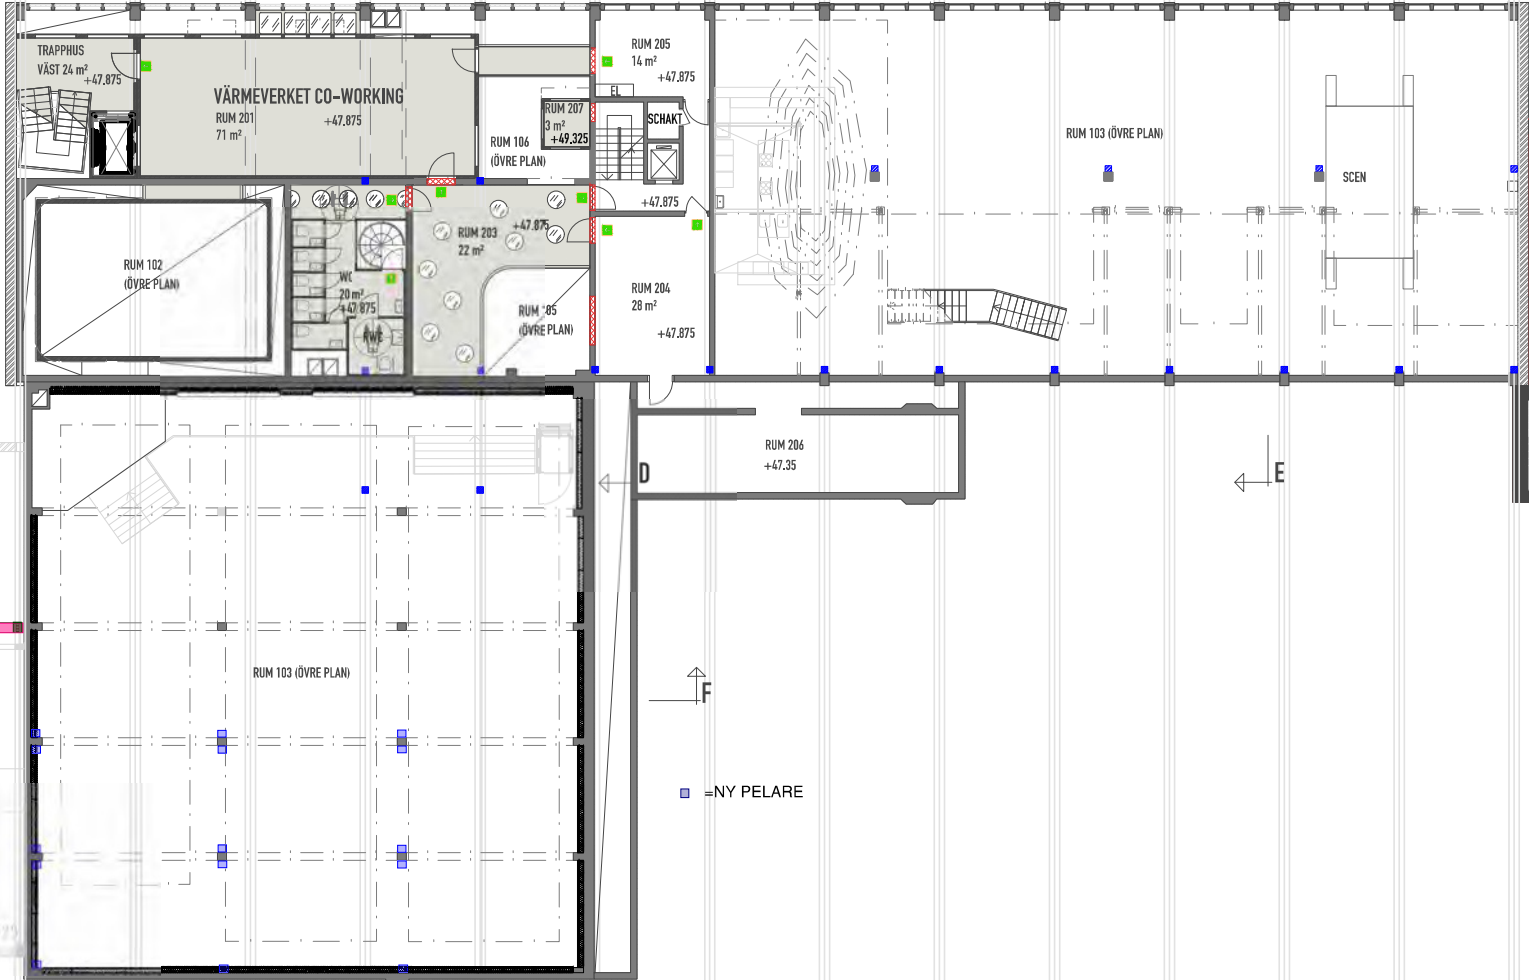 TRAPPHUS
VÄST 24 m²
+47.875
VÄRMEVERKET CO-WORKING
RUM 201
71 m²
+47.875
RUM 205
14 m²
+47.875
EL
RUM 207
3 m²
+49.325
RUM 106
(ÖVRE PLAN)
SCHAKT
+47.875
RUM 103 (ÖVRE PLAN)
SCEN
RUM 102
(ÖVRE PLAN)
WC
20 m²
+47.875
RWC
RUM 203
22 m²
+47.875
(ÖVRE PLAN)
RUM 204
28 m²
+47.875
RUM 206
+47.35
D
E
F
RUM 103 (ÖVRE PLAN)
=NY PELARE